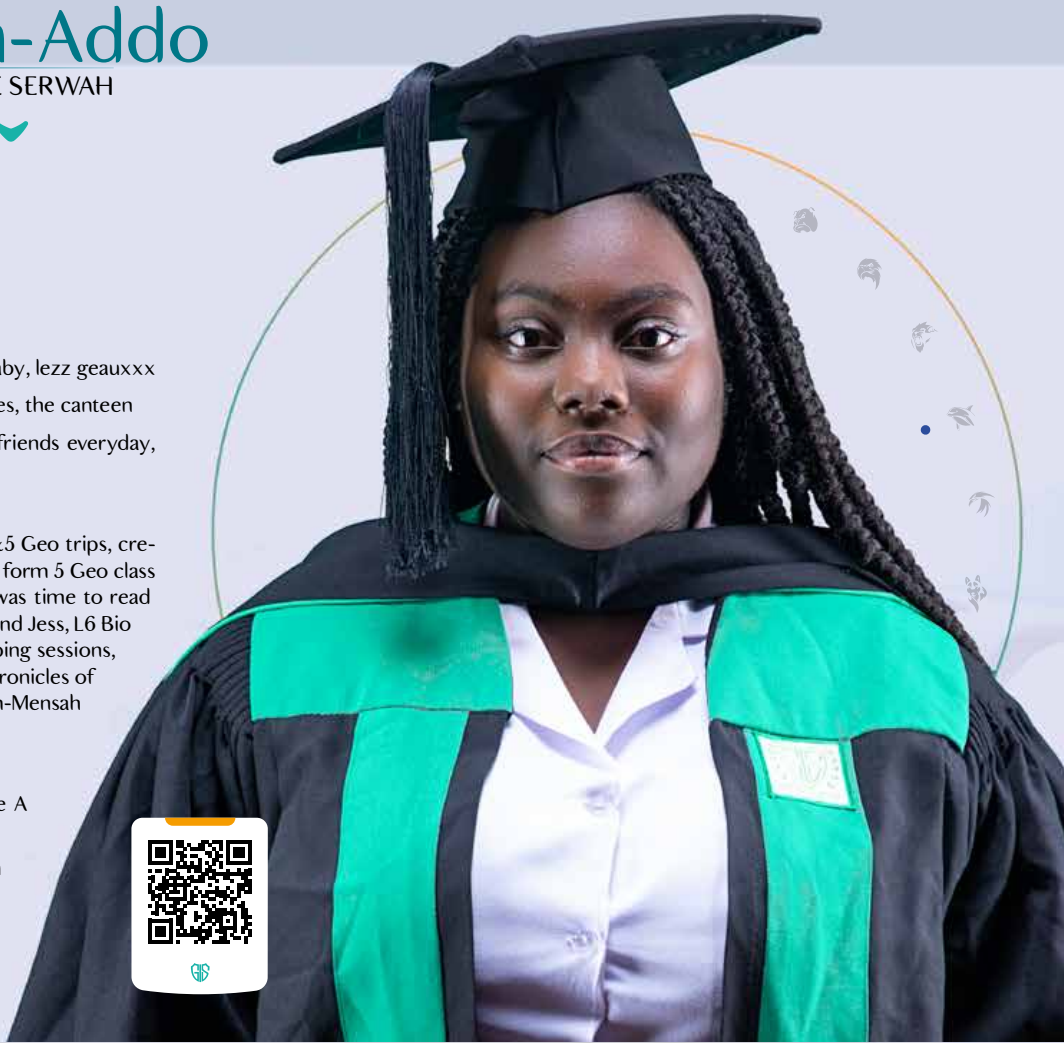 -Addo
SERWAH
aby, lezz geauxxx
es, the canteen
friends everyday,
5 Geo trips, cre-
form 5 Geo class
was time to read
nd Jess, L6 Bio
ping sessions,
ronicles of
n-Mensah
e A
GIS